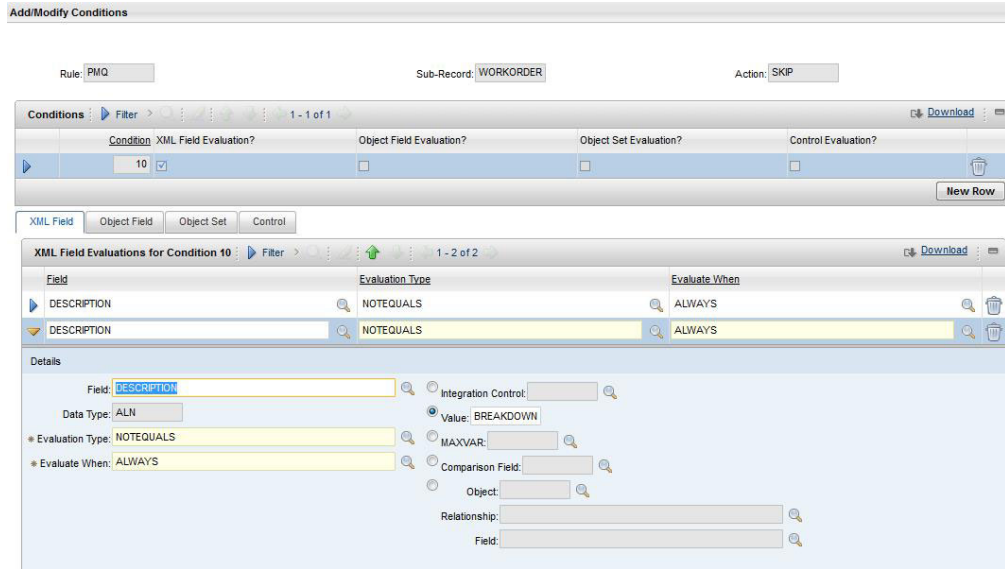 Add/Modify Conditions
Rule: PMQ Sub-Record: WORKORDER Action: SKIP
Conditions Filter 1 - 1 of 1 Download
Condition XML Field Evaluation? Object Field Evaluation? Object Set Evaluation? Control Evaluation?
10
New Row
XML Field Object Field Object Set Control
XML Field Evaluations for Condition 10 Filter 1 - 2 of 2 Download
Field Evaluation Type Evaluate When
DESCRIPTION NOTEQUALS ALWAYS
DESCRIPTION NOTEQUALS ALWAYS
Details
Field: DESCRIPTION Integration Control:
Data Type: ALN Value: BREAKDOWN
Evaluation Type: NOTEQUALS MAXVAR:
Evaluate When: ALWAYS Comparison Field:
Object:
Relationship:
Field: